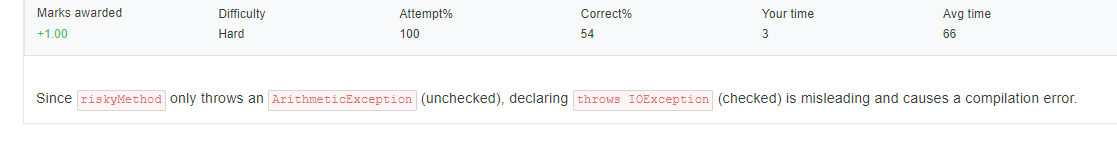 Marks awarded Difficulty Attempt% Correct% Your time Avg time
+1.00 Hard 100 54 3 66
Since riskyMethod only throws an ArithmeticException (unchecked), declaring throws IOException (checked) is misleading and causes a compilation error.